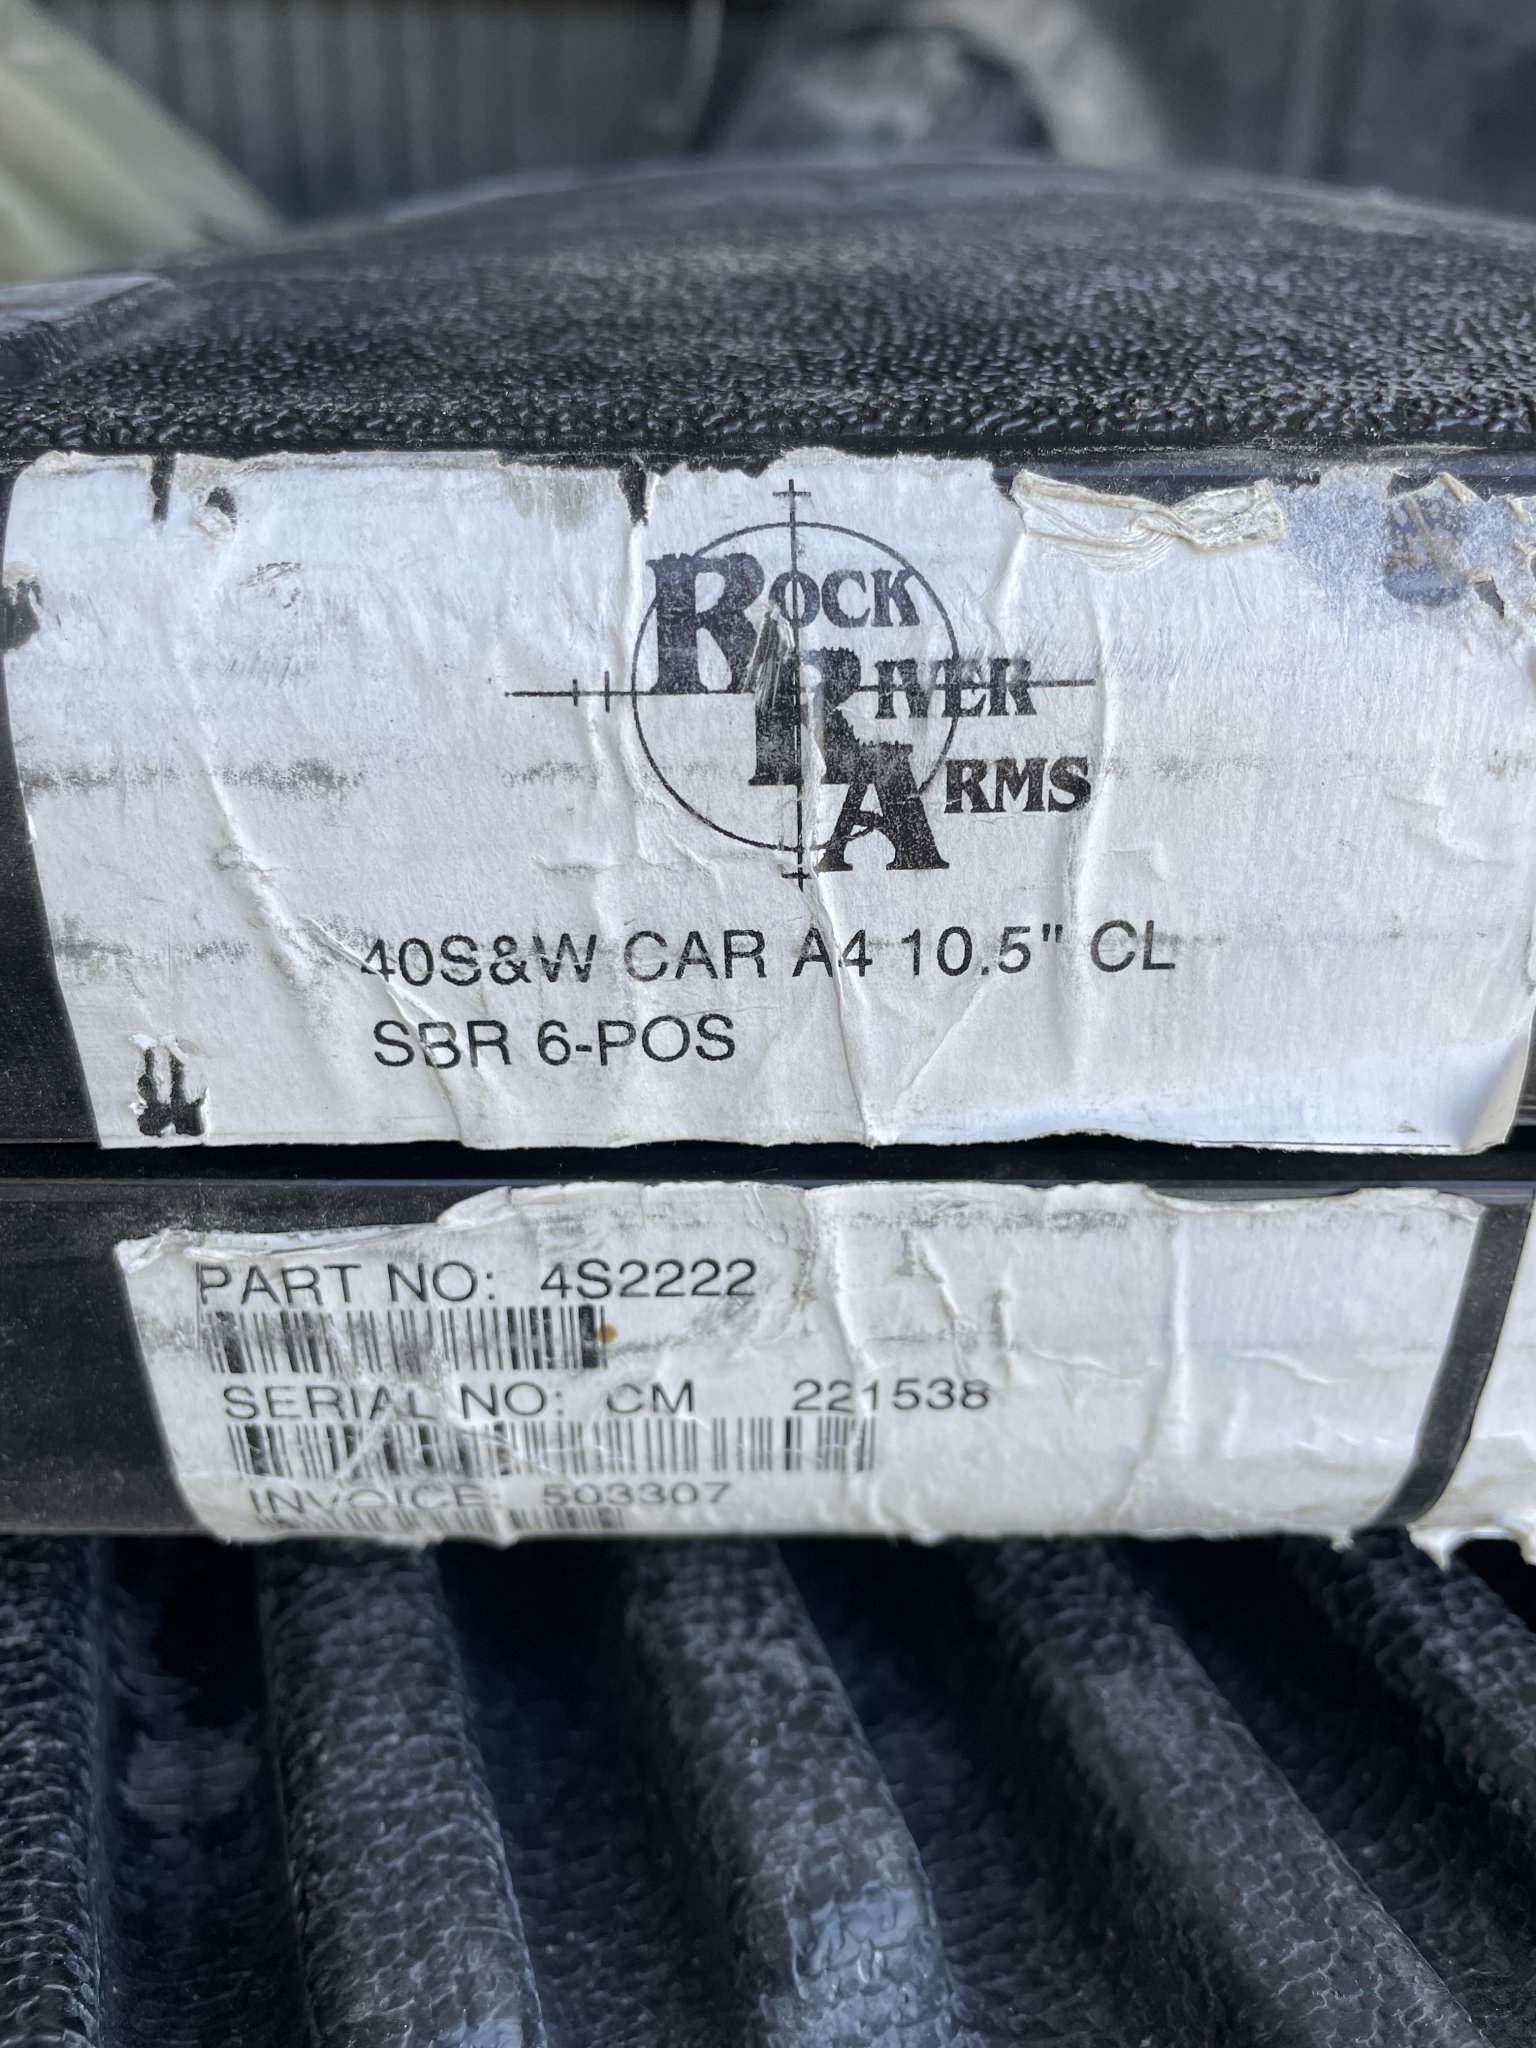 ROCK
RIVER
ARMS
40S&W CAR A4 10.5" CL
SBR 6-POS
PART NO: 4S2222
SERIAL NO: CM 221538
INVOICE: 503307